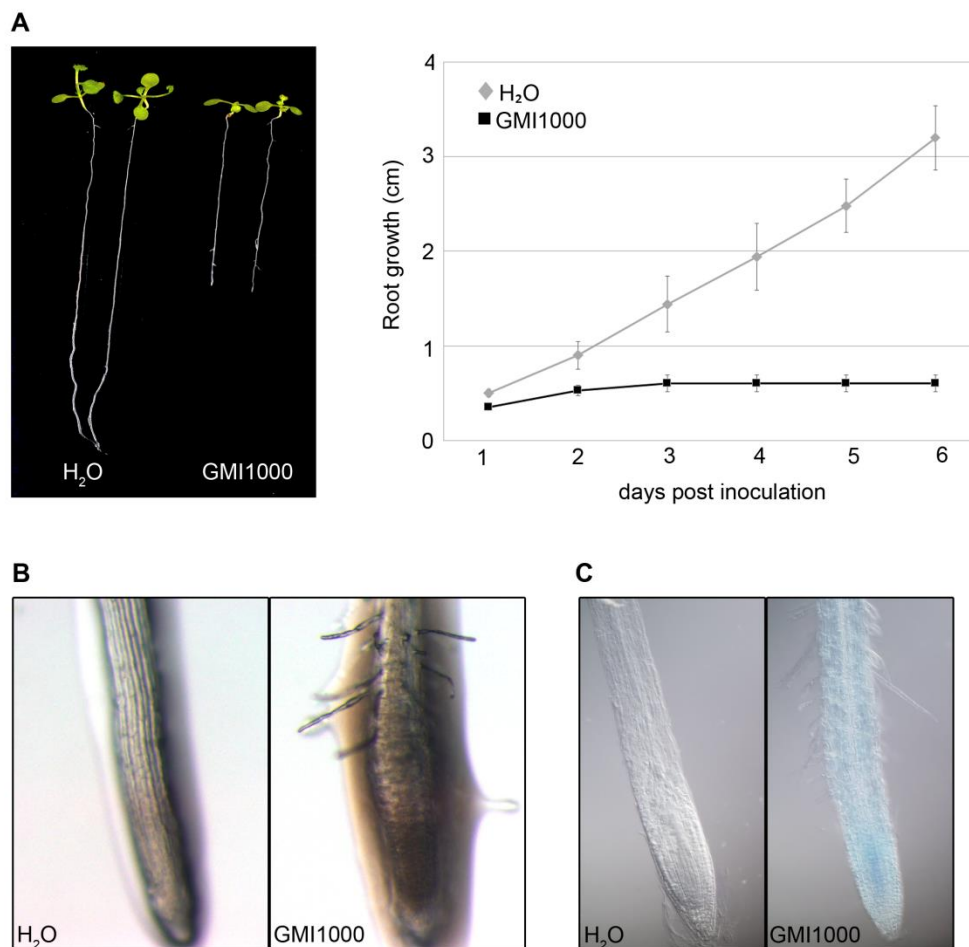 A
H₂O
GMI1000
4
3
2
1
0
Root growth (cm)
H₂O
GMI1000
1 2 3 4 5 6
days post inoculation
B
H₂O
GMI1000
C
H₂O
GMI1000